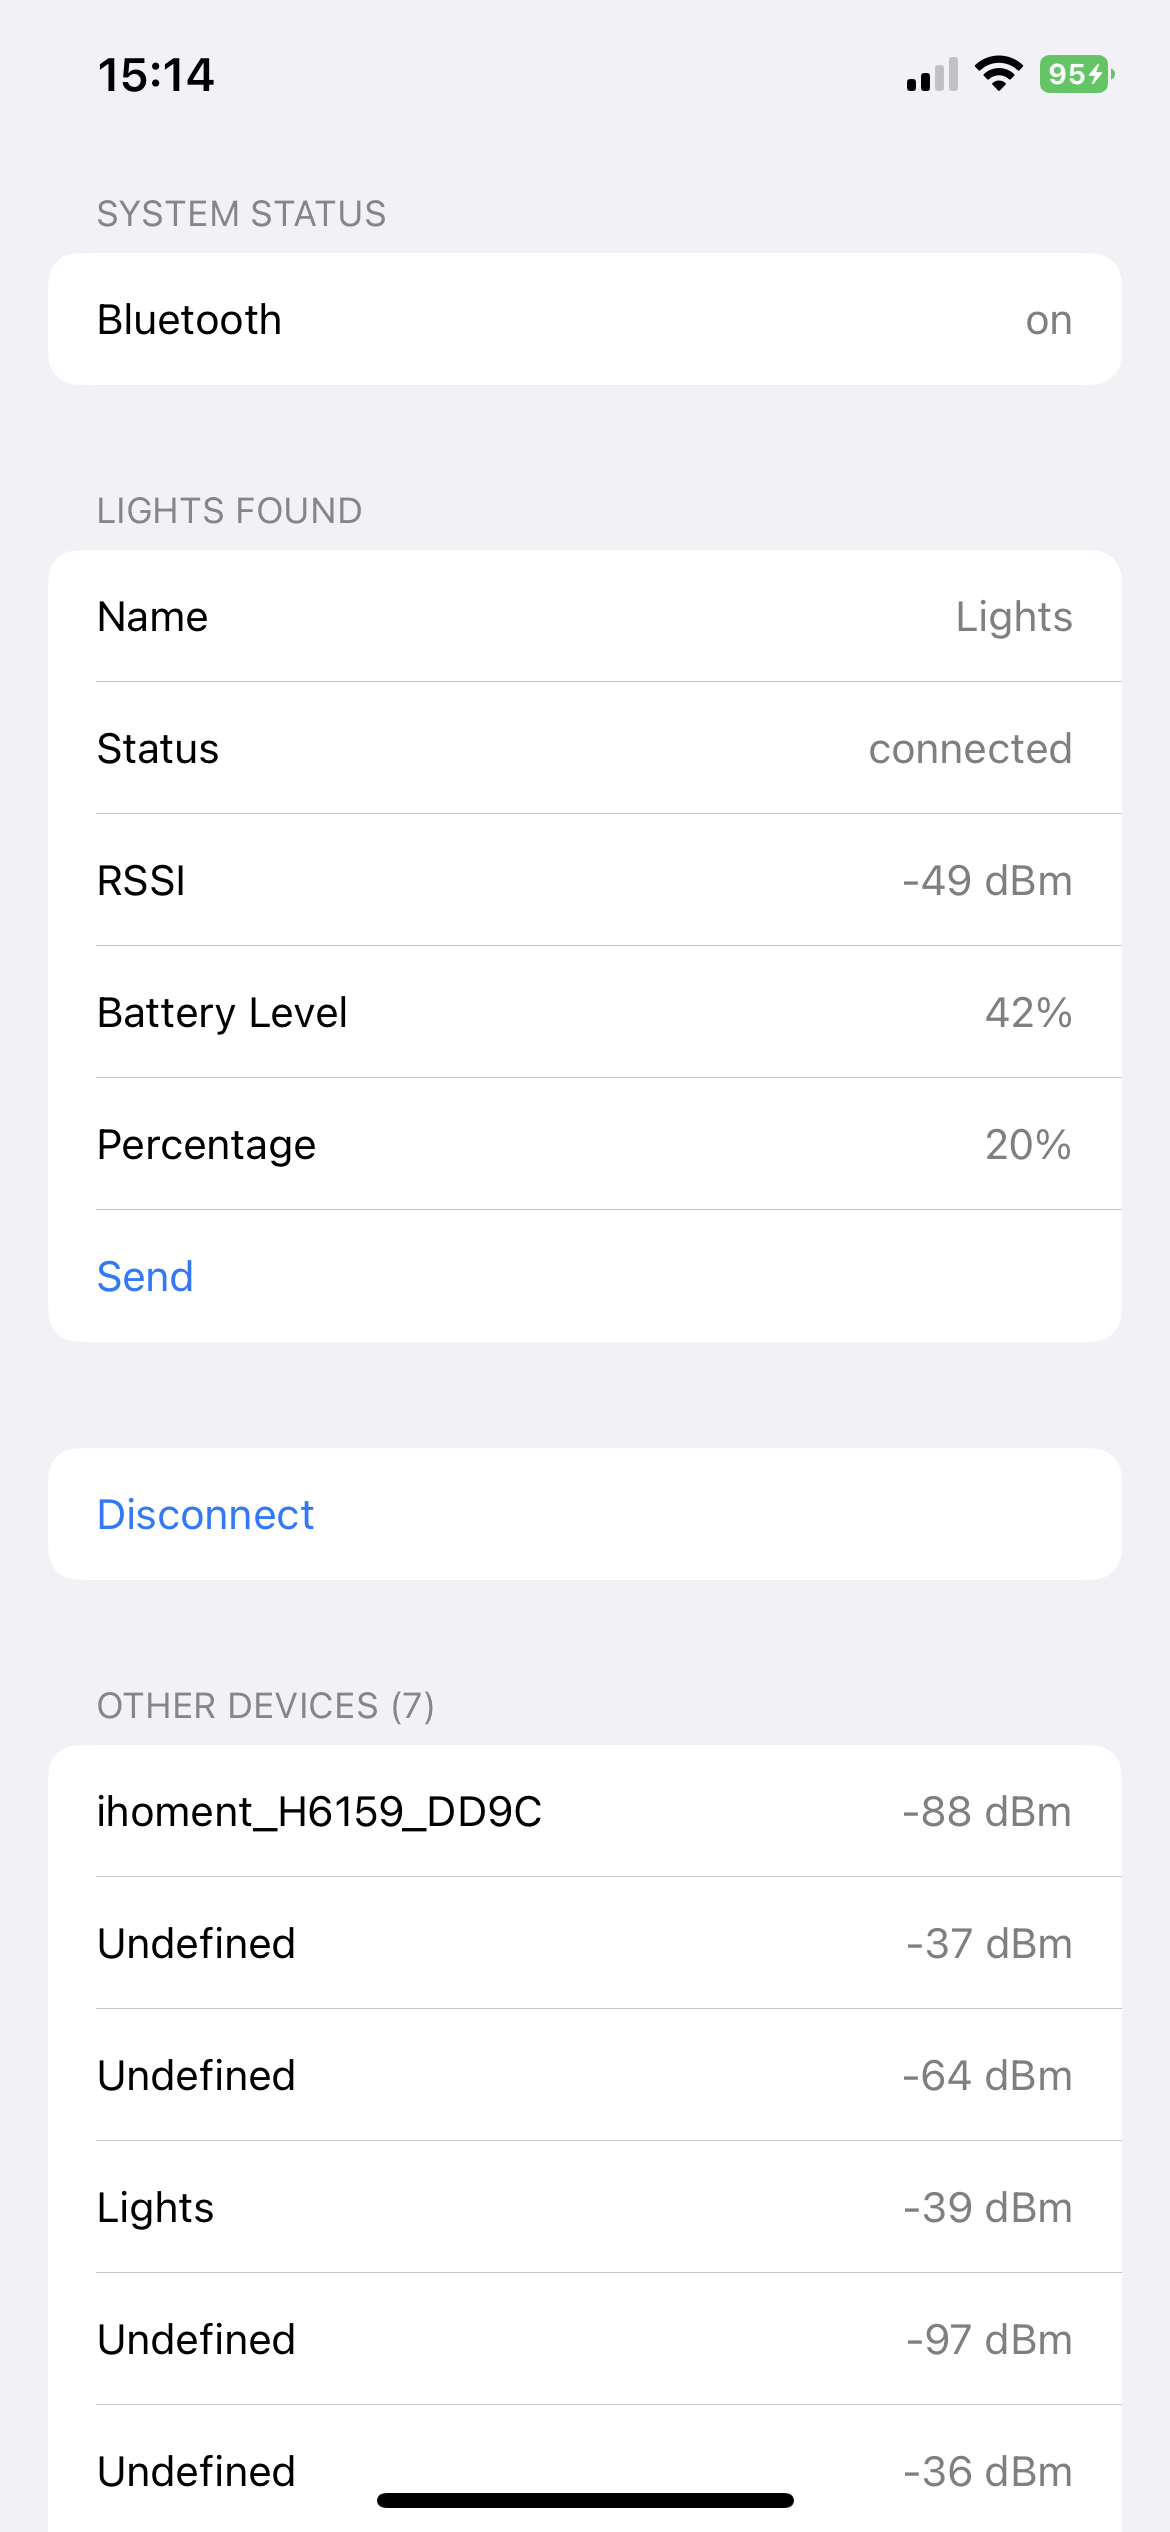 15:14
95
SYSTEM STATUS
Bluetooth on
LIGHTS FOUND
Name Lights
Status connected
RSSI -49 dBm
Battery Level 42%
Percentage 20%
Send
Disconnect
OTHER DEVICES (7)
ihoment_H6159_DD9C -88 dBm
Undefined -37 dBm
Undefined -64 dBm
Lights -39 dBm
Undefined -97 dBm
Undefined -36 dBm